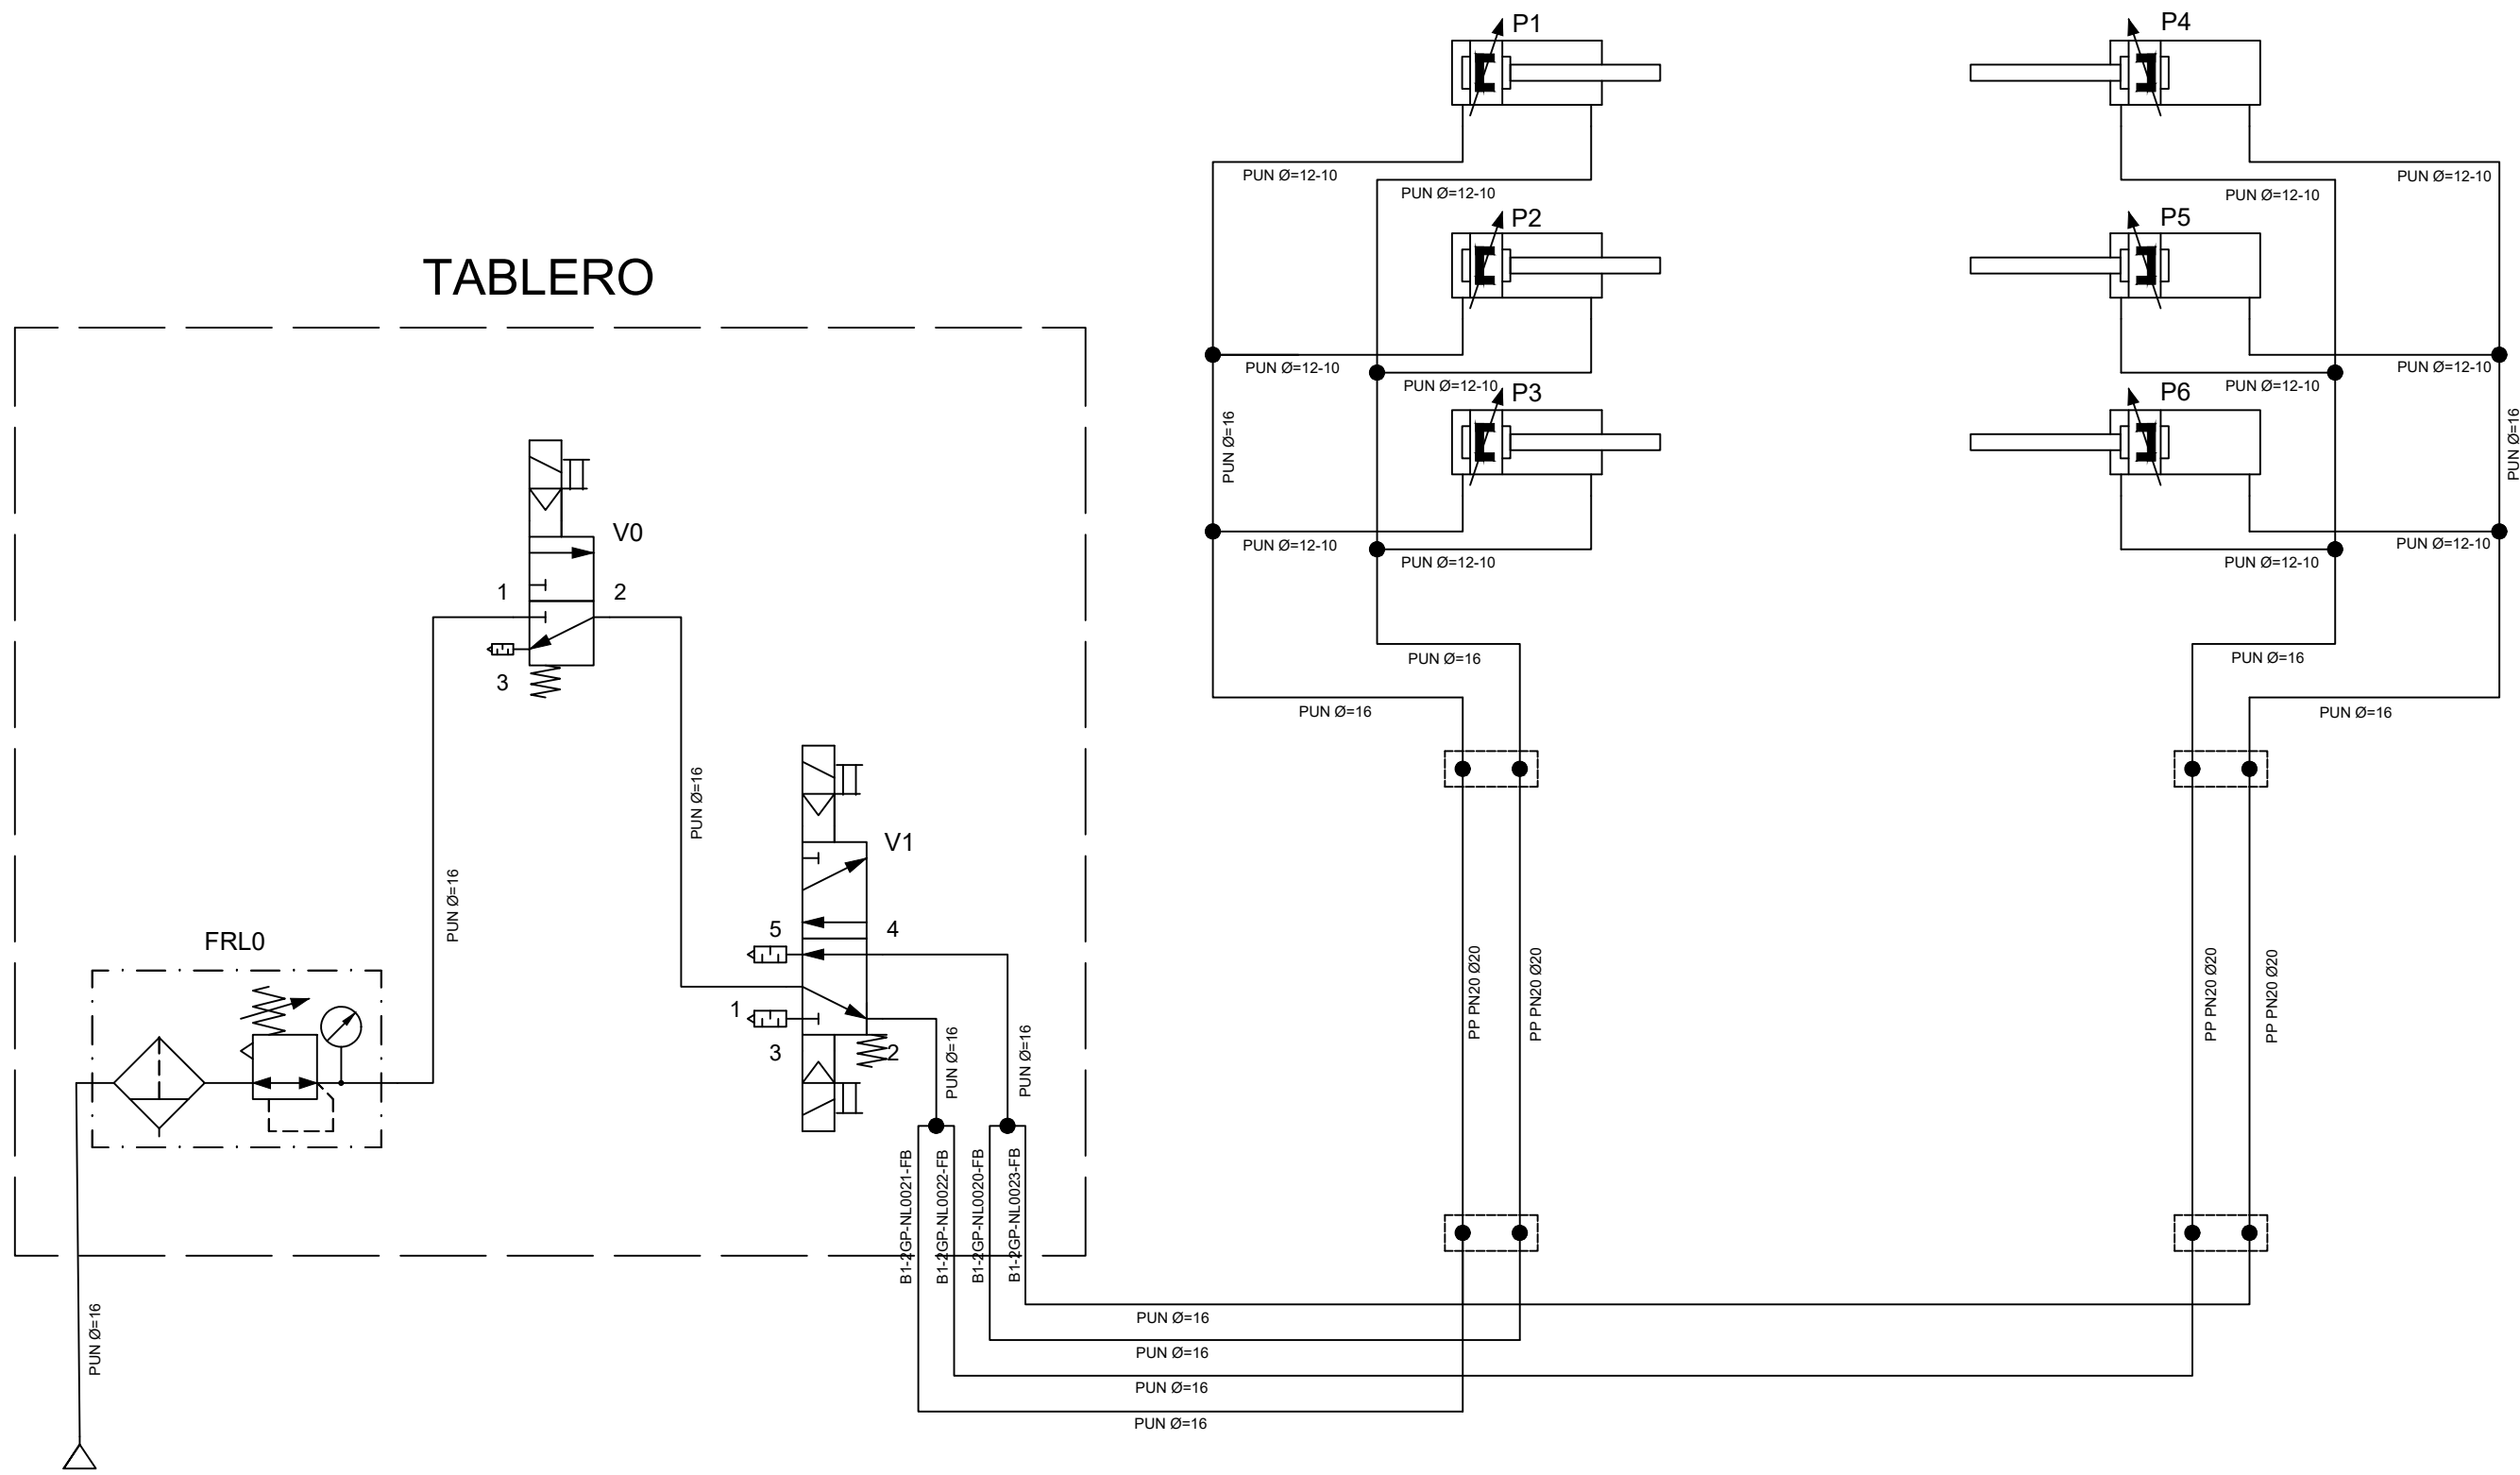 P1
P4
PUN Ø=12-10
PUN Ø=12-10
PUN Ø=12-10
PUN Ø=12-10
P2
P5
TABLERO
PUN Ø=12-10
PUN Ø=12-10
PUN Ø=12-10
PUN Ø=12-10
P3
P6
PUN Ø=16
PUN Ø=16
V0
PUN Ø=12-10
PUN Ø=12-10
PUN Ø=12-10
PUN Ø=12-10
1
2
3
PUN Ø=16
PUN Ø=16
PUN Ø=16
PUN Ø=16
PUN Ø=16
V1
PUN Ø=16
FRL0
5
4
1
3
2
PP PN20 Ø20
PP PN20 Ø20
PP PN20 Ø20
PP PN20 Ø20
PUN Ø=16
PUN Ø=16
B1-2GP-NL0021-FB
B1-2GP-NL0022-FB
B1-2GP-NL0020-FB
B1-2GP-NL0023-FB
PUN Ø=16
PUN Ø=16
PUN Ø=16
PUN Ø=16
PUN Ø=16